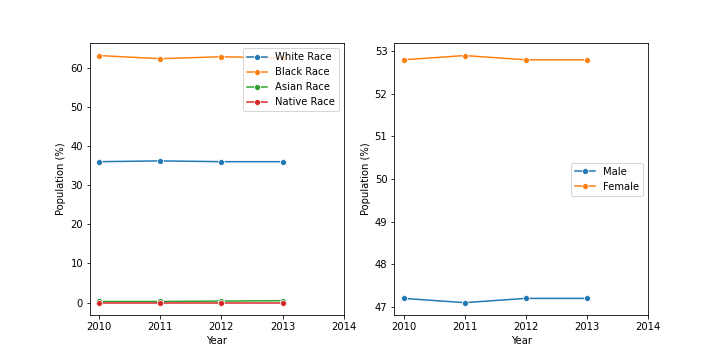 60
50
40
30
20
10
0
Population (%)
2010 2011 2012 2013 2014
Year
White Race
Black Race
Asian Race
Native Race
53
52
51
50
49
48
47
Population (%)
2010 2011 2012 2013 2014
Year
Male
Female